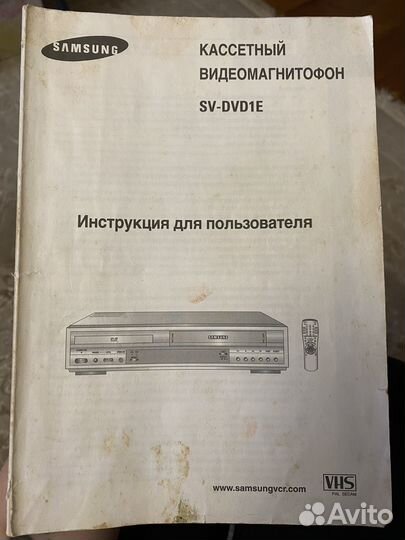 SAMSUNG
КАССЕТНЫЙ
ВИДЕОМАГНИТОФОН
SV-DVD1E
Инструкция для пользователя
SAMSUNG
www.samsungvcr.com
VHS
PAL SECAM
Avito